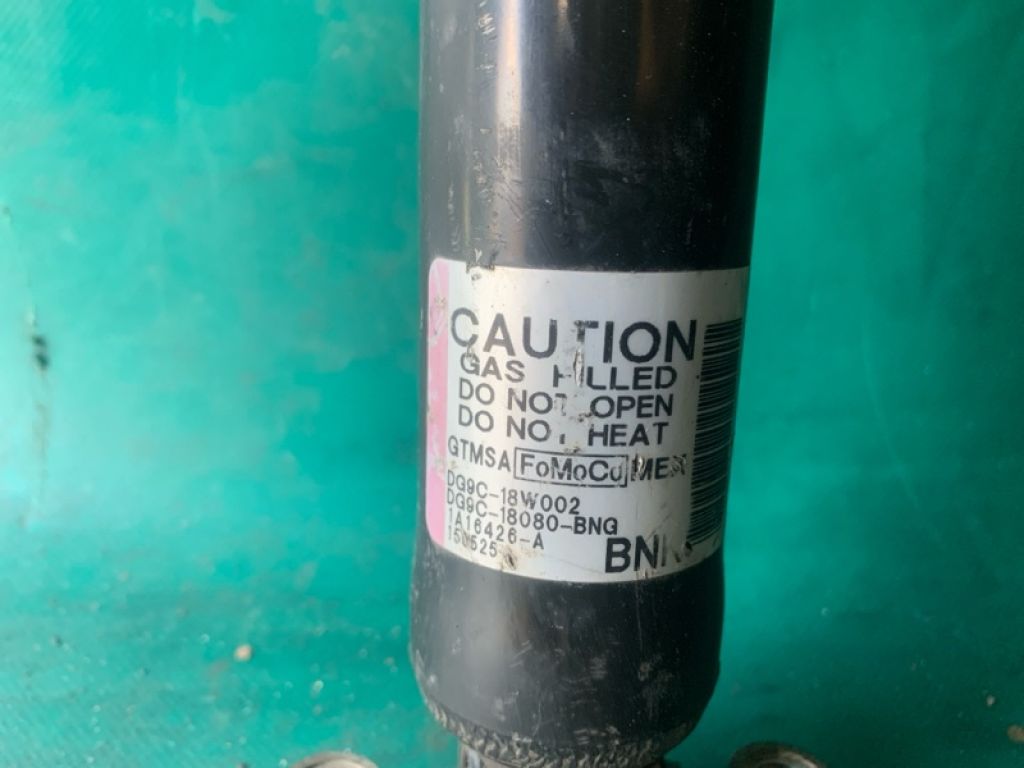 CAUTION
GAS FILLED
DO NOT OPEN
DO NOT HEAT
GTMSA FoMoCo MEX
DG9C-18W002
DG9C-18080-BNG
1A16426-A
150525